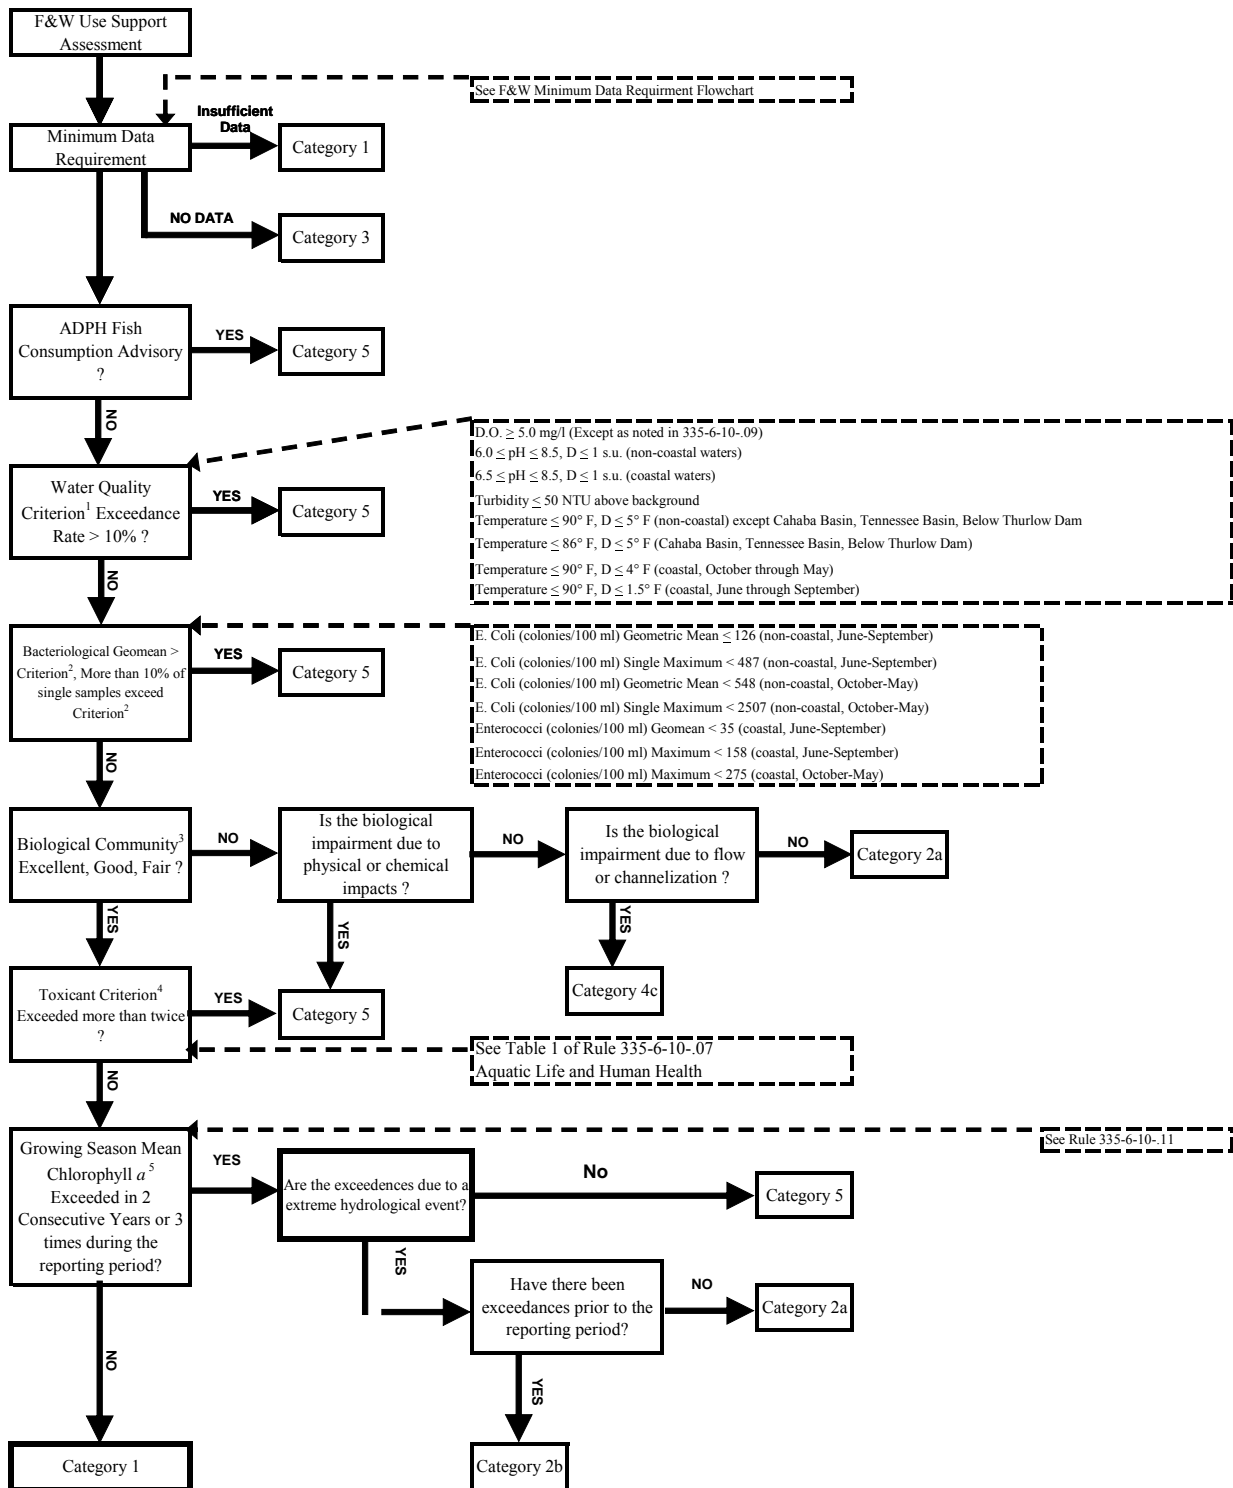 F&W Use Support
Assessment
See F&W Minimum Data Requirment Flowchart
Insufficient
Data
Minimum Data
Requirement
Category 1
NO DATA
Category 3
ADPH Fish
Consumption Advisory
?
YES
Category 5
NO
D.O. ≥ 5.0 mg/l (Except as noted in 335-6-10-.09)
6.0 ≤ pH ≤ 8.5, D ≤ 1 s.u. (non-coastal waters)
6.5 ≤ pH ≤ 8.5, D ≤ 1 s.u. (coastal waters)
Turbidity ≤ 50 NTU above background
Temperature ≤ 90° F, D ≤ 5° F (non-coastal) except Cahaba Basin, Tennessee Basin, Below Thurlow Dam
Temperature ≤ 86° F, D ≤ 5° F (Cahaba Basin, Tennessee Basin, Below Thurlow Dam)
Temperature ≤ 90° F, D ≤ 4° F (coastal, October through May)
Temperature ≤ 90° F, D ≤ 1.5° F (coastal, June through September)
Water Quality
Criterion¹ Exceedance
Rate > 10% ?
YES
Category 5
NO
E. Coli (colonies/100 ml) Geometric Mean ≤ 126 (non-coastal, June-September)
E. Coli (colonies/100 ml) Single Maximum < 487 (non-coastal, June-September)
E. Coli (colonies/100 ml) Geometric Mean < 548 (non-coastal, October-May)
E. Coli (colonies/100 ml) Single Maximum < 2507 (non-coastal, October-May)
Enterococci (colonies/100 ml) Geomean < 35 (coastal, June-September)
Enterococci (colonies/100 ml) Maximum < 158 (coastal, June-September)
Enterococci (colonies/100 ml) Maximum < 275 (coastal, October-May)
Bacteriological Geomean >
Criterion², More than 10% of
single samples exceed
Criterion²
YES
Category 5
NO
Biological Community³
Excellent, Good, Fair ?
NO
Is the biological
impairment due to
physical or chemical
impacts ?
NO
Is the biological
impairment due to flow
or channelization ?
NO
Category 2a
YES
YES
YES
Category 4c
Toxicant Criterion⁴
Exceeded more than twice
?
YES
Category 5
See Table 1 of Rule 335-6-10-.07
Aquatic Life and Human Health
NO
See Rule 335-6-10-.11
Growing Season Mean
Chlorophyll a⁵
Exceeded in 2
Consecutive Years or 3
times during the
reporting period?
YES
Are the exceedences due to a
extreme hydrological event?
No
Category 5
YES
Have there been
exceedances prior to the
reporting period?
NO
Category 2a
NO
YES
Category 1
Category 2b